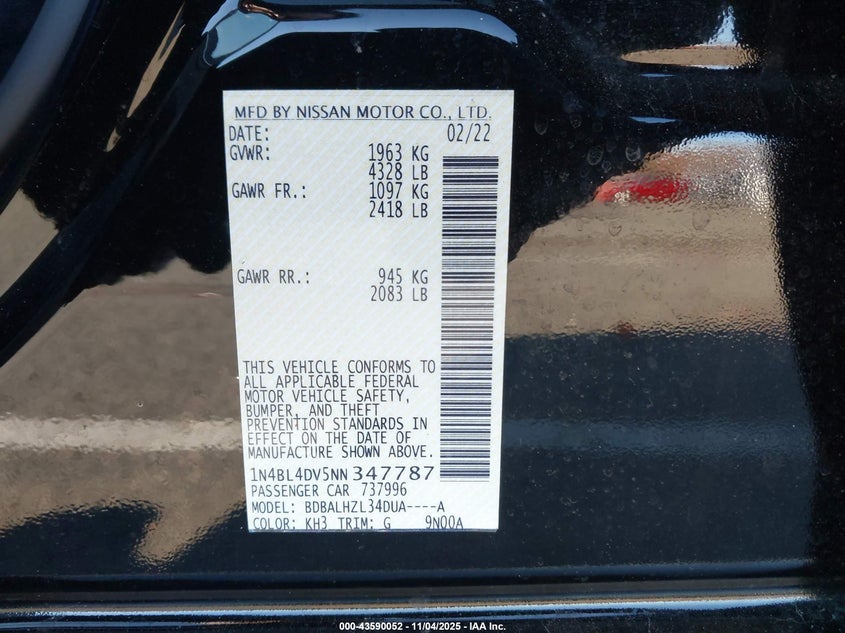 MFD BY NISSAN MOTOR CO., LTD.
DATE: 02/22
GVWR: 1963 KG
4328 LB
GAWR FR.: 1097 KG
2418 LB
GAWR RR.: 945 KG
2083 LB
THIS VEHICLE CONFORMS TO
ALL APPLICABLE FEDERAL
MOTOR VEHICLE SAFETY,
BUMPER, AND THEFT
PREVENTION STANDARDS IN
EFFECT ON THE DATE OF
MANUFACTURE SHOWN ABOVE.
1N4BL4DV5NN347787
PASSENGER CAR 737996
MODEL: BDBALHZL34DUA----A
COLOR: KH3 TRIM: G 9N00A
000-43590052 — 11/04/2025 - IAA Inc.